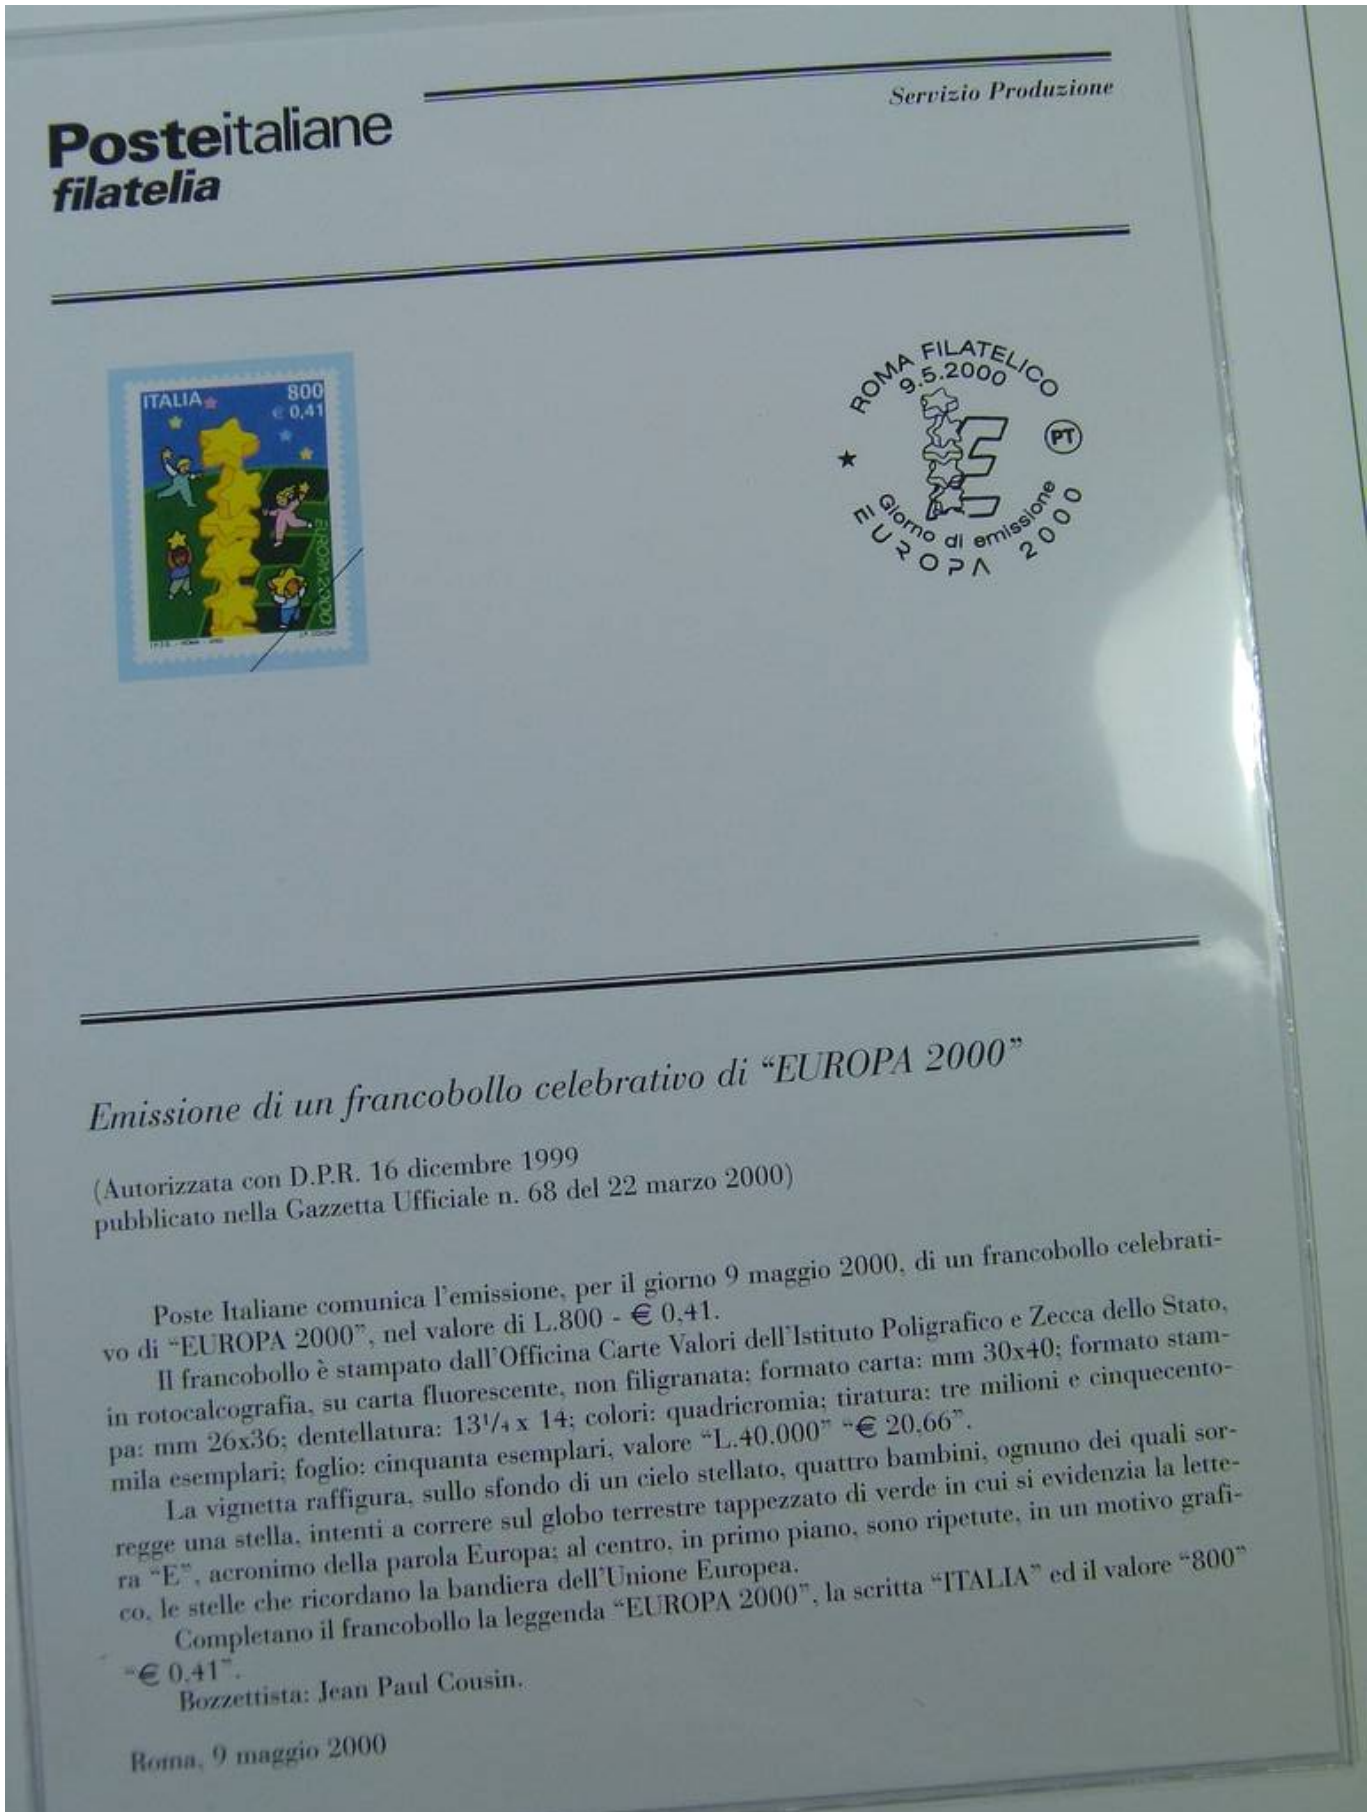 Servizio Produzione
Posteitaliane
filatelia
ITALIA
800
€ 0,41
EUROPA 2000
ROMA FILATELICO
9.5.2000
E
PT
Giorno di emissione
EUROPA 2000
Emissione di un francobollo celebrativo di “EUROPA 2000”
(Autorizzata con D.P.R. 16 dicembre 1999
pubblicato nella Gazzetta Ufficiale n. 68 del 22 marzo 2000)
Poste Italiane comunica l'emissione, per il giorno 9 maggio 2000, di un francobollo celebrati-
vo di “EUROPA 2000”, nel valore di L.800 - € 0,41.
Il francobollo è stampato dall'Officina Carte Valori dell'Istituto Poligrafico e Zecca dello Stato,
in rotocalcografia, su carta fluorescente, non filigranata; formato carta: mm 30x40; formato stam-
pa: mm 26x36; dentellatura: 13¹/₄ x 14; colori: quadricromia; tiratura: tre milioni e cinquecento-
mila esemplari; foglio: cinquanta esemplari, valore “L.40.000” “€ 20,66”.
La vignetta raffigura, sullo sfondo di un cielo stellato, quattro bambini, ognuno dei quali sor-
regge una stella, intenti a correre sul globo terrestre tappezzato di verde in cui si evidenzia la lette-
ra “E”, acronimo della parola Europa; al centro, in primo piano, sono ripetute, in un motivo grafi-
co, le stelle che ricordano la bandiera dell'Unione Europea.
Completano il francobollo la leggenda “EUROPA 2000”, la scritta “ITALIA” ed il valore “800”
“€ 0,41”.
Bozzettista: Jean Paul Cousin.
Roma, 9 maggio 2000